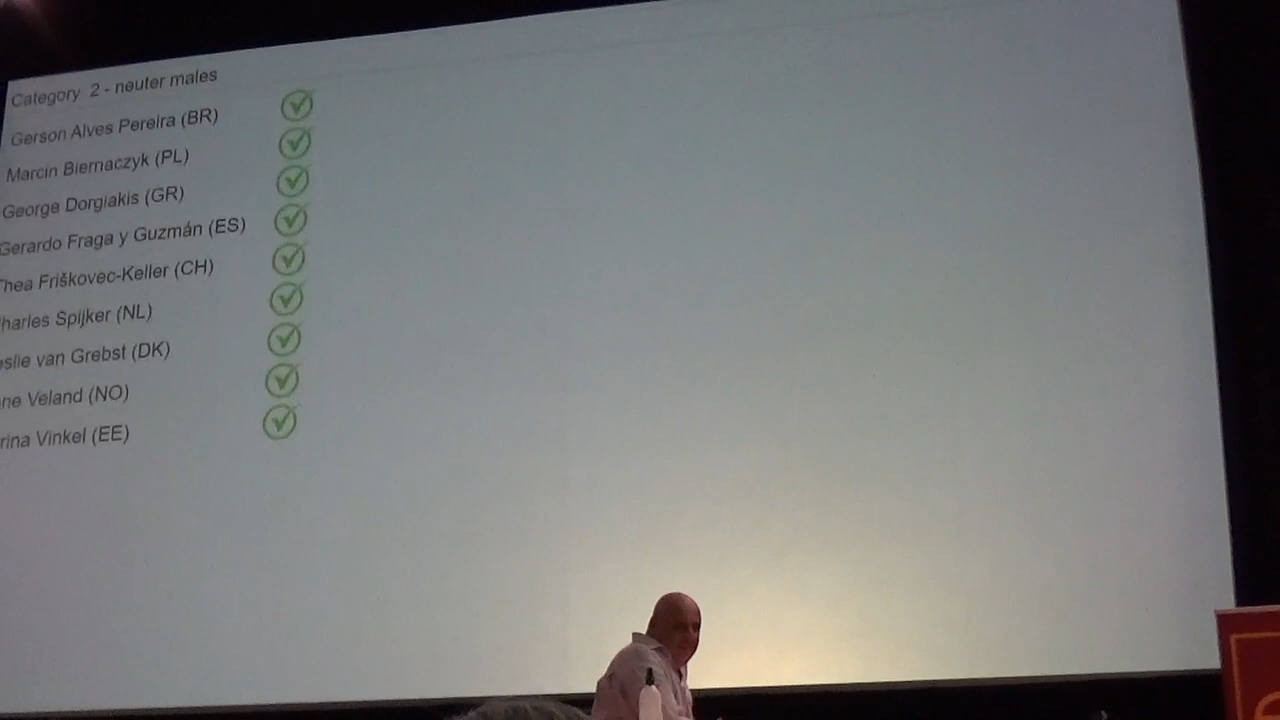 Category 2 - neuter males
Gerson Alves Pereira (BR)
Marcin Biernaczyk (PL)
George Dorgiakis (GR)
Gerardo Fraga y Guzmán (ES)
Thea Friškovec-Keller (CH)
harles Spijker (NL)
eslie van Grebst (DK)
ne Veland (NO)
rina Vinkel (EE)